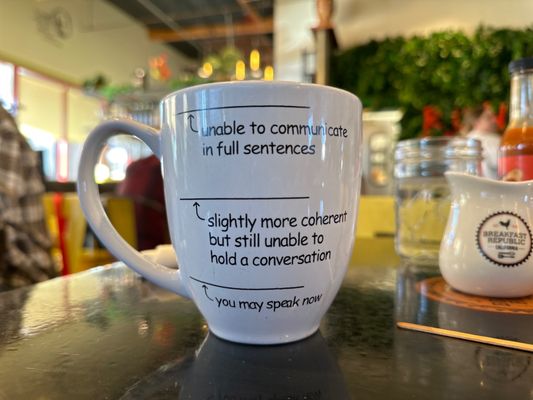 unable to communicate
in full sentences
slightly more coherent
but still unable to
hold a conversation
you may speak now
BREAKFAST
REPUBLIC
CALIFORNIA